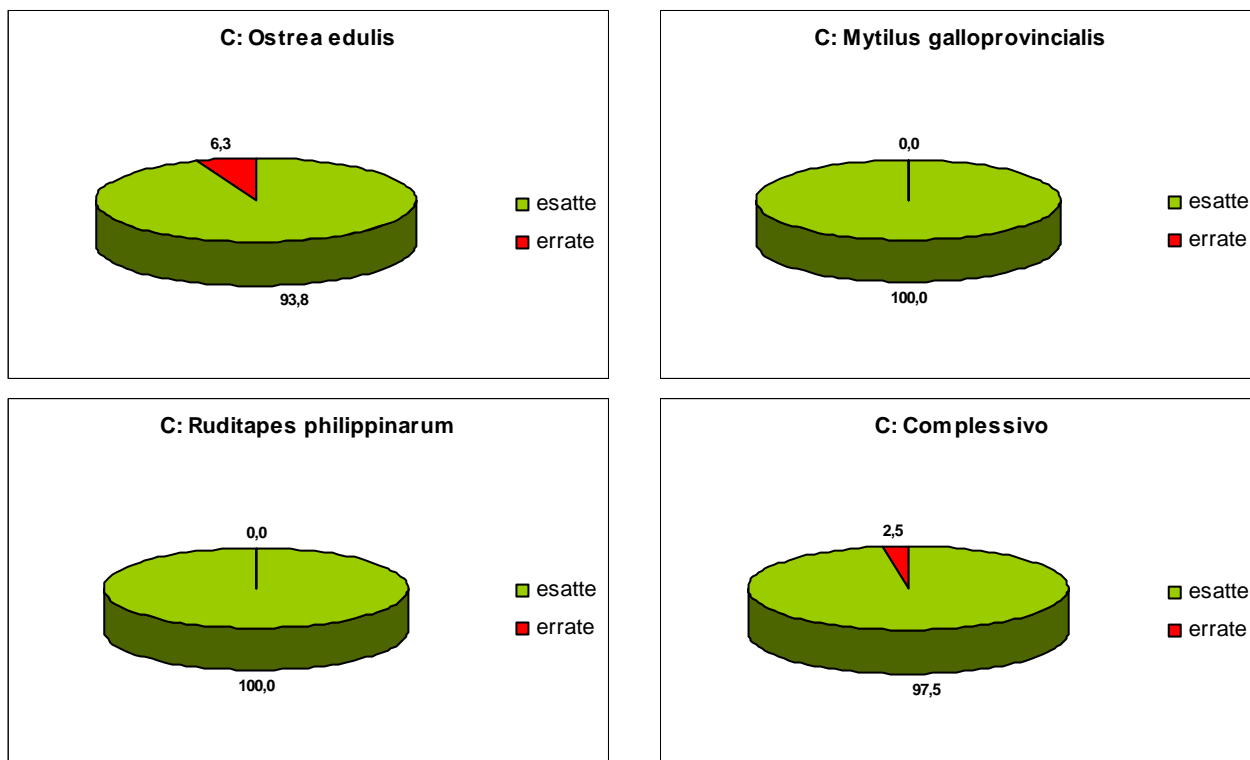 C: Ostrea edulis
6,3
93,8
esatte
errate
C: Mytilus galloprovincialis
0,0
100,0
esatte
errate
C: Ruditapes philippinarum
0,0
100,0
esatte
errate
C: Complessivo
2,5
97,5
esatte
errate